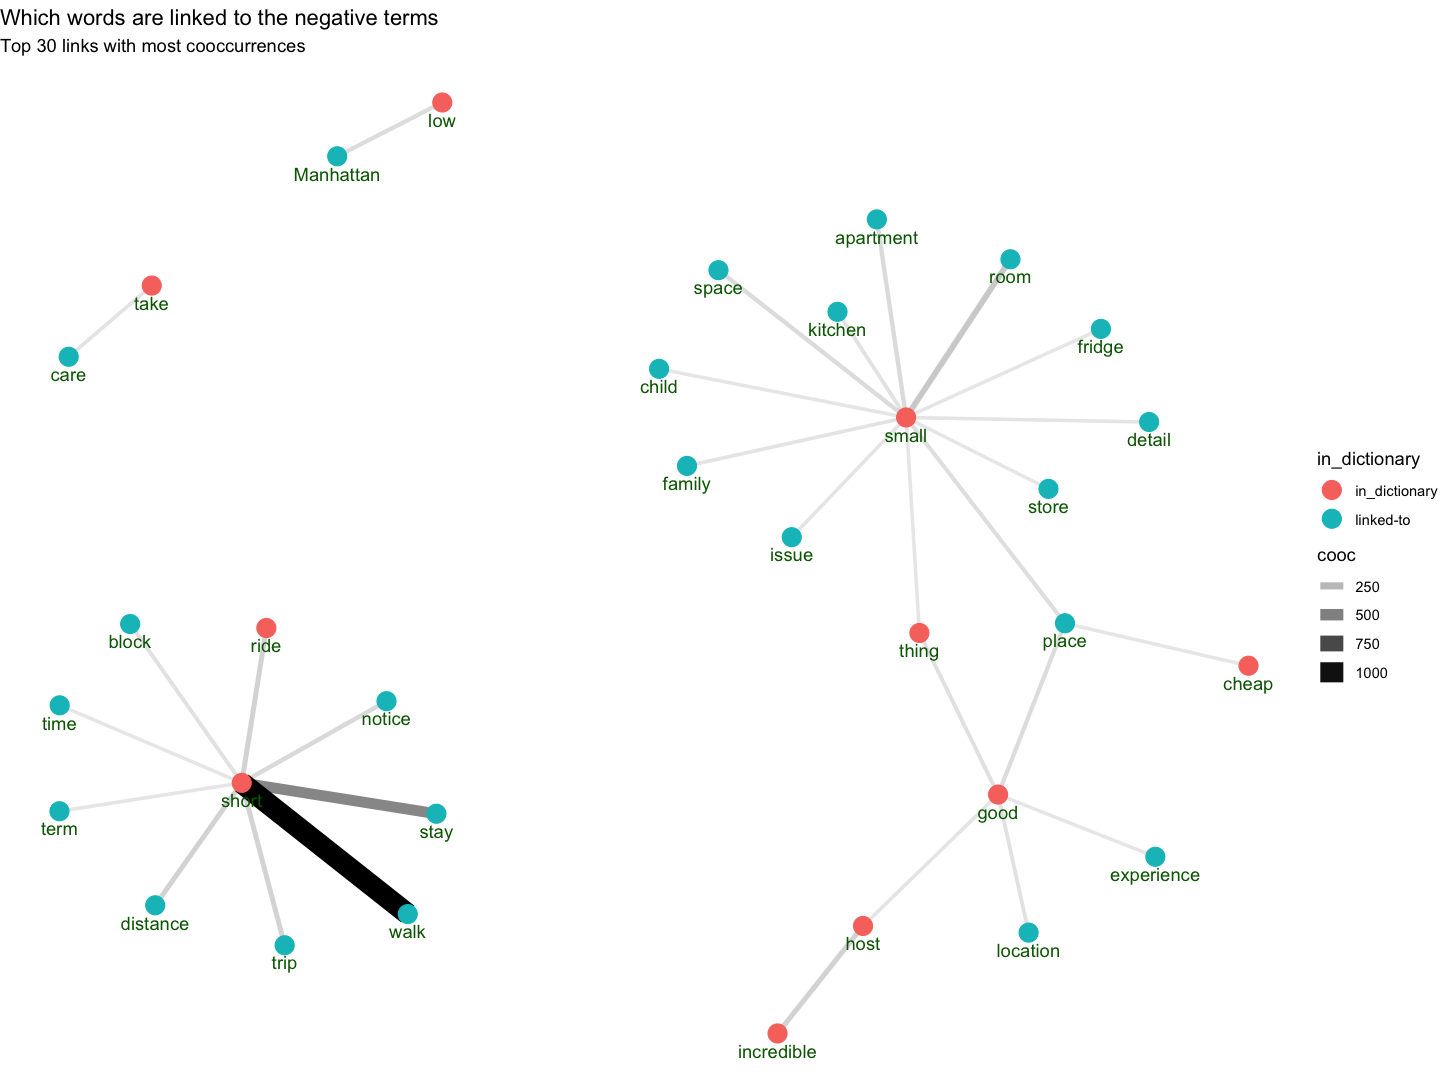 Which words are linked to the negative terms
Top 30 links with most cooccurrences
low
Manhattan
apartment
room
space
take
kitchen
fridge
care
child
small
detail
in_dictionary
family
in_dictionary
store
linked-to
issue
cooc
250
500
block
ride
thing
place
750
1000
cheap
time
notice
short
good
term
stay
experience
distance
walk
host
location
trip
incredible